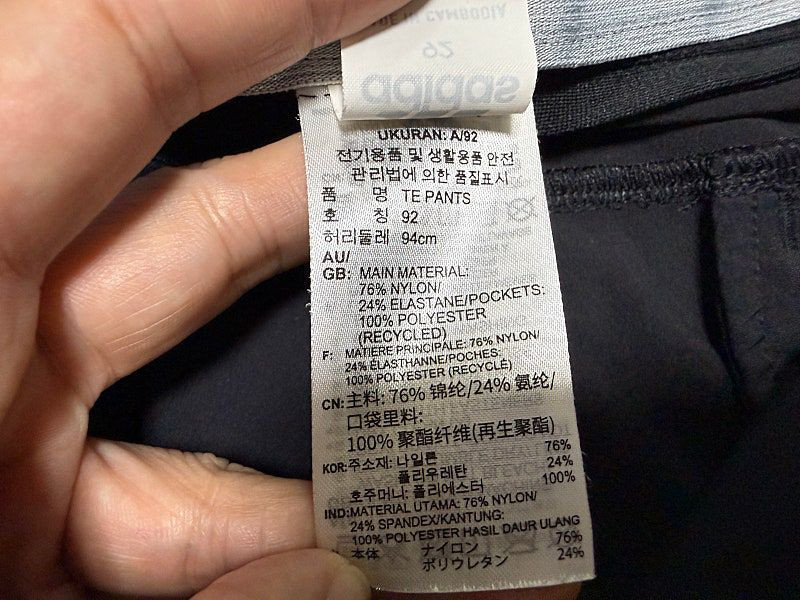 MADE IN CAMBODIA
92
adidas
UKURAN: A/92
전기용품 및 생활용품 안전
관리법에 의한 품질표시
품 명 TE PANTS
호 칭 92
허리둘레 94cm
AU/
GB: MAIN MATERIAL:
76% NYLON/
24% ELASTANE/POCKETS:
100% POLYESTER
(RECYCLED)
F: MATIERE PRINCIPALE: 76% NYLON/
24% ÉLASTHANNE/POCHES:
100% POLYESTER (RECYCLÉ)
CN: 主料: 76% 锦纶/24% 氨纶/
口袋里料:
100% 聚酯纤维(再生聚酯)
KOR: 주소재: 나일론 76%
폴리우레탄 24%
호주머니: 폴리에스터 100%
IND: MATERIAL UTAMA: 76% NYLON/
24% SPANDEX/KANTUNG:
100% POLYESTER HASIL DAUR ULANG
本体 ナイロン 76%
ポリウレタン 24%